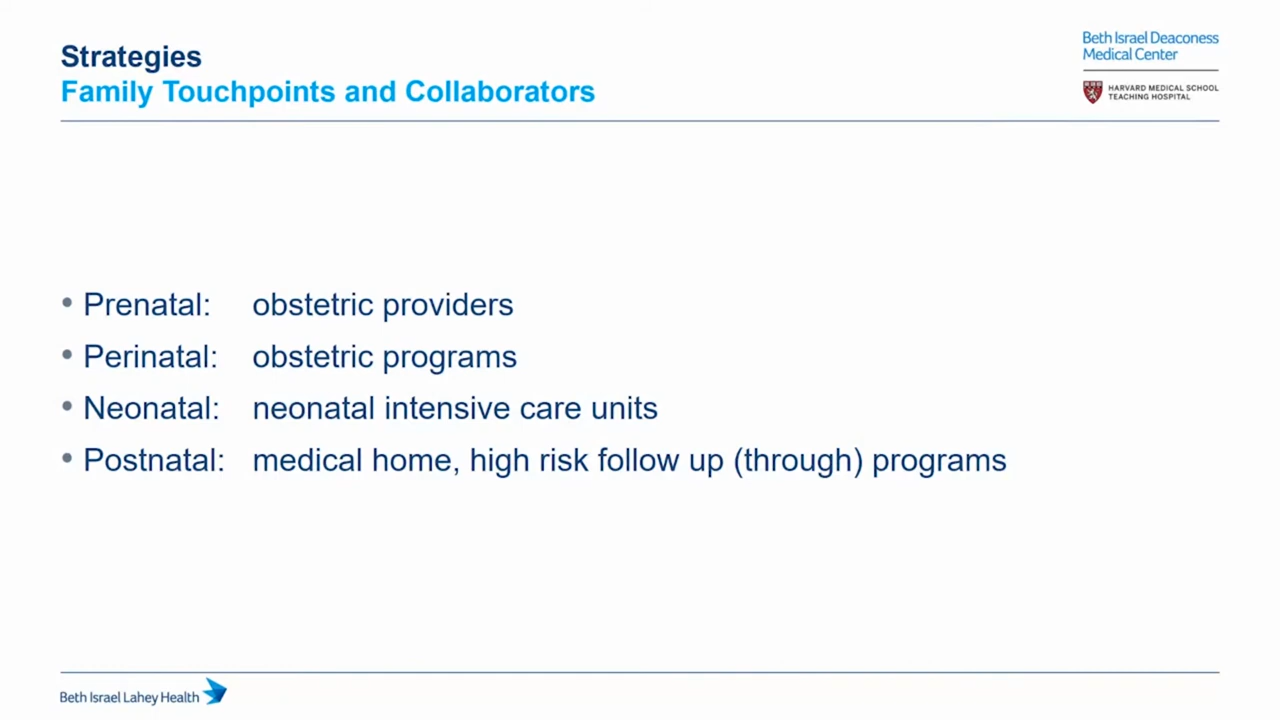 Strategies
Family Touchpoints and Collaborators
Beth Israel Deaconess
Medical Center
HARVARD MEDICAL SCHOOL
TEACHING HOSPITAL
• Prenatal: obstetric providers
• Perinatal: obstetric programs
• Neonatal: neonatal intensive care units
• Postnatal: medical home, high risk follow up (through) programs
Beth Israel Lahey Health